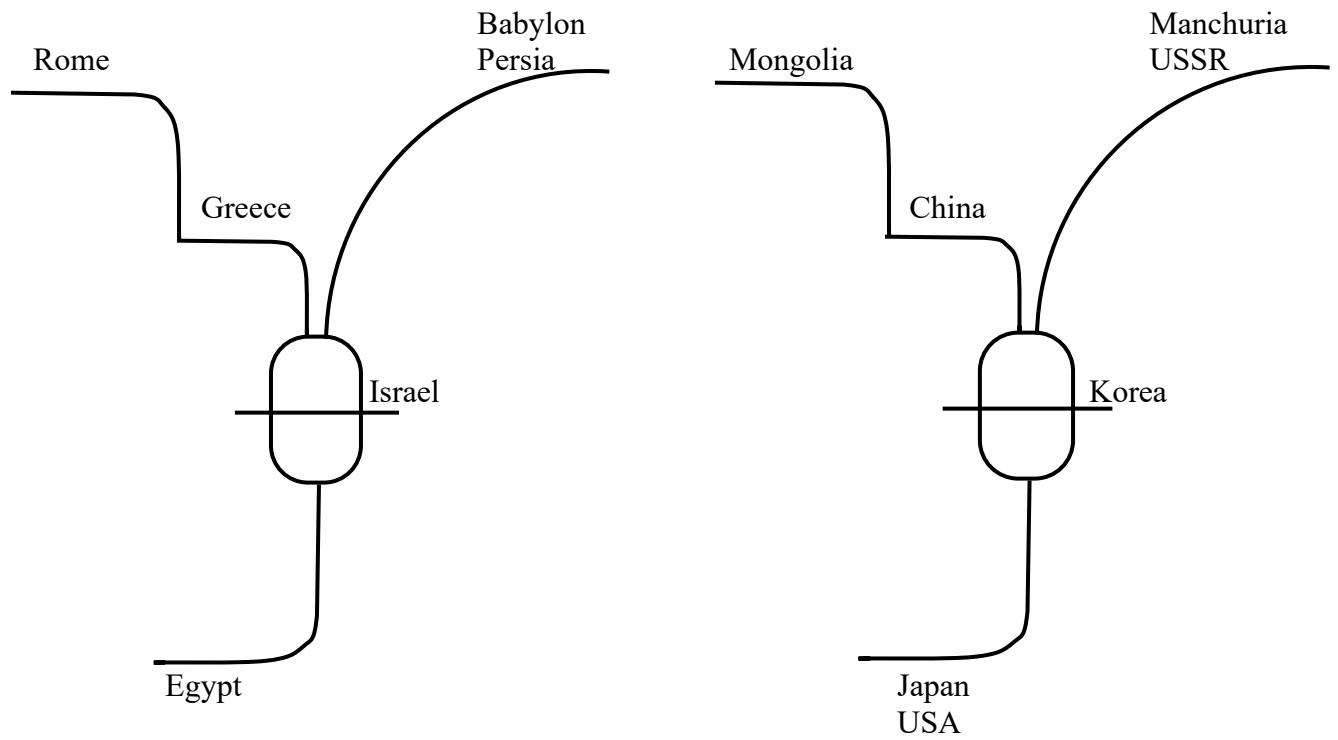 Rome
Babylon
Persia
Greece
Israel
Egypt
Mongolia
Manchuria
USSR
China
Korea
Japan
USA